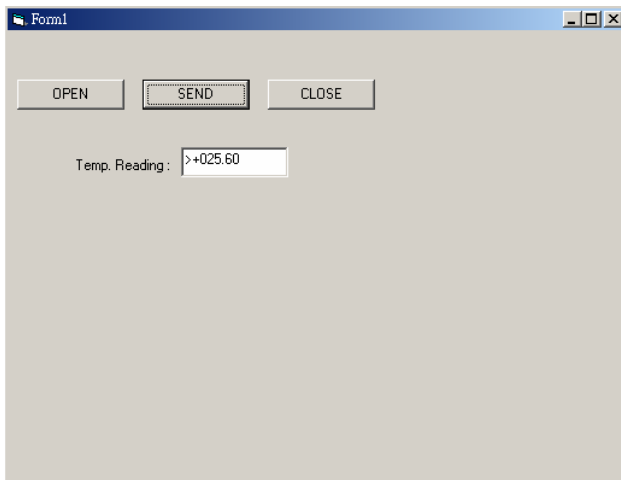 Form1
OPEN SEND CLOSE
Temp. Reading : >+025.60